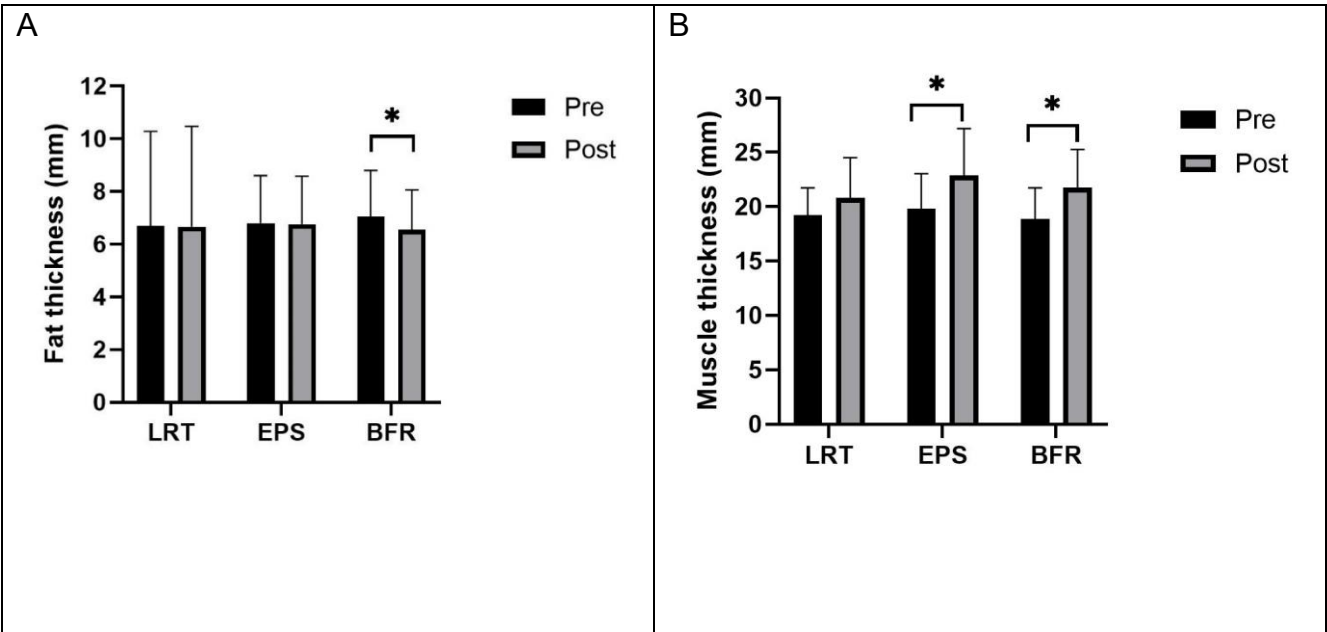 A
Fat thickness (mm)
12
10
8
6
4
2
0
*
LRT
EPS
BFR
Pre
Post
B
Muscle thickness (mm)
30
25
20
15
10
5
0
*
*
LRT
EPS
BFR
Pre
Post